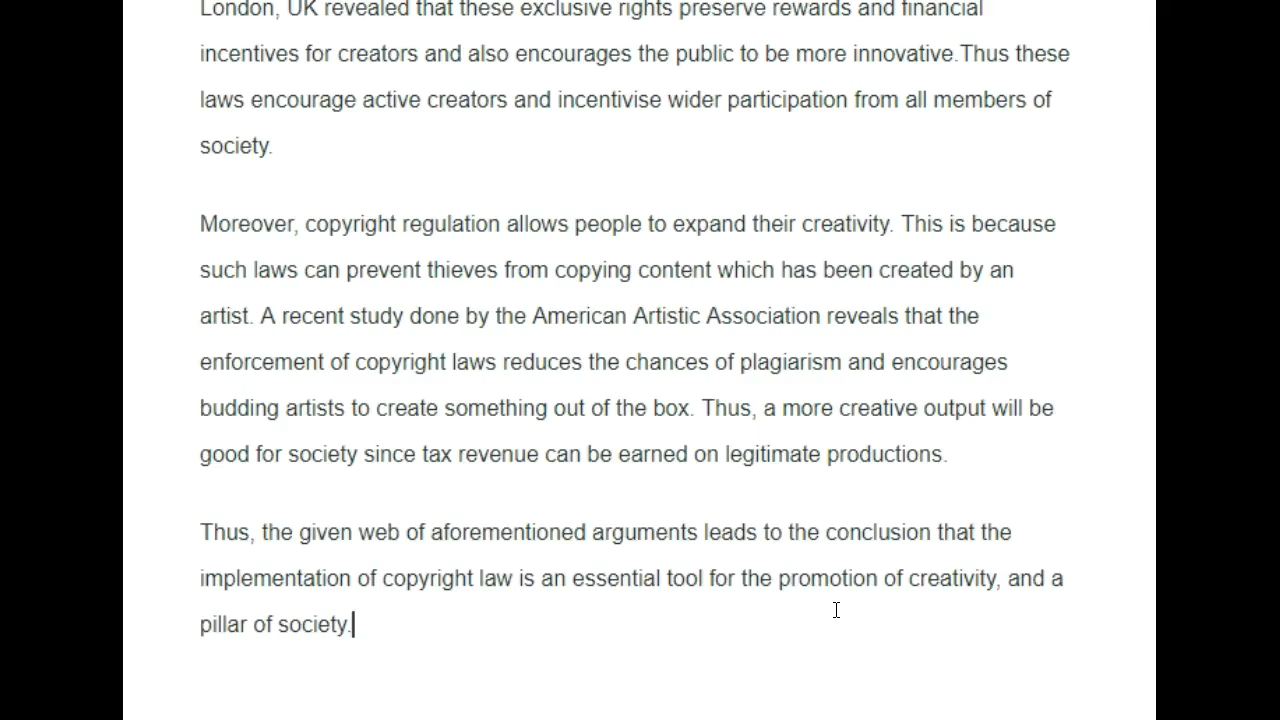 London, UK revealed that these exclusive rights preserve rewards and financial
incentives for creators and also encourages the public to be more innovative.Thus these
laws encourage active creators and incentivise wider participation from all members of
society.
Moreover, copyright regulation allows people to expand their creativity. This is because
such laws can prevent thieves from copying content which has been created by an
artist. A recent study done by the American Artistic Association reveals that the
enforcement of copyright laws reduces the chances of plagiarism and encourages
budding artists to create something out of the box. Thus, a more creative output will be
good for society since tax revenue can be earned on legitimate productions.
Thus, the given web of aforementioned arguments leads to the conclusion that the
implementation of copyright law is an essential tool for the promotion of creativity, and a
pillar of society.